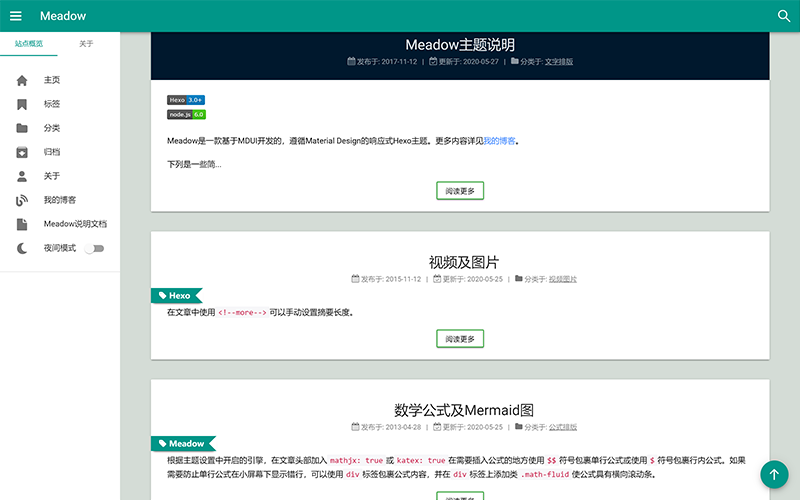 Meadow
站点概览 关于
主页
标签
分类
归档
关于
我的博客
Meadow说明文档
夜间模式
Meadow主题说明
发布于: 2017-11-12 | 更新于: 2020-05-27 | 分类于: 文字排版
Hexo 3.0+
node.js 6.0
Meadow是一款基于MDUI开发的，遵循Material Design的响应式Hexo主题。更多内容详见我的博客。
下列是一些简...
阅读更多
视频及图片
发布于: 2015-11-12 | 更新于: 2020-05-25 | 分类于: 视频图片
Hexo
在文章中使用 <!--more--> 可以手动设置摘要长度。
阅读更多
数学公式及Mermaid图
发布于: 2013-04-28 | 更新于: 2020-05-25 | 分类于: 公式排版
Meadow
根据主题设置中开启的引擎，在文章头部加入 mathjx: true 或 katex: true 在需要插入公式的地方使用 $$ 符号包裹单行公式或使用 $ 符号包裹行内公式。如果
需要防止单行公式在小屏幕下显示错行，可以使用 div 标签包裹公式内容，并在 div 标签上添加类 .math-fluid 使公式具有横向滚动条。
阅读更多